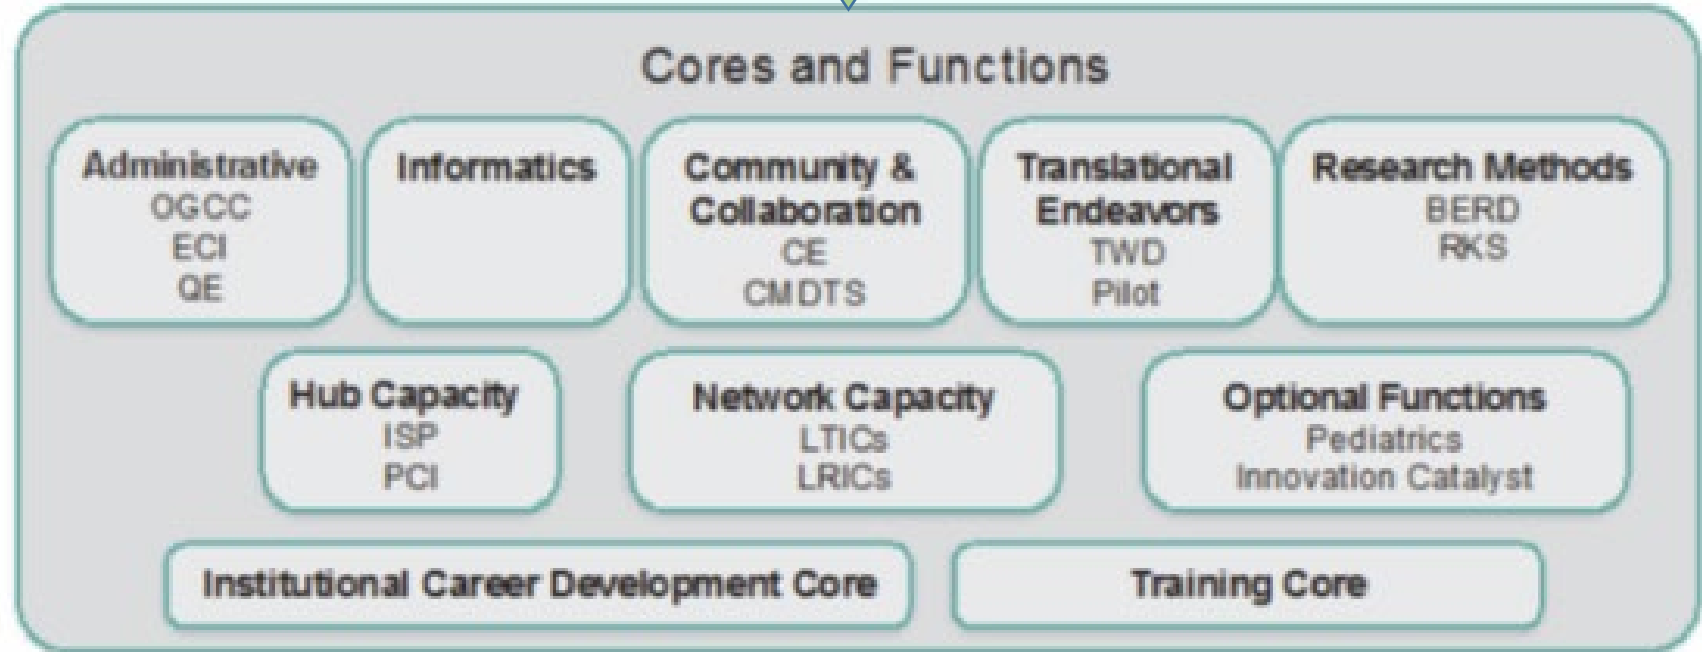 Cores and Functions
Administrative
OGCC
ECI
QE
Informatics
Community &
Collaboration
CE
CMDTS
Translational
Endeavors
TWD
Pilot
Research Methods
BERD
RKS
Hub Capacity
ISP
PCI
Network Capacity
LTICs
LRICs
Optional Functions
Pediatrics
Innovation Catalyst
Institutional Career Development Core
Training Core